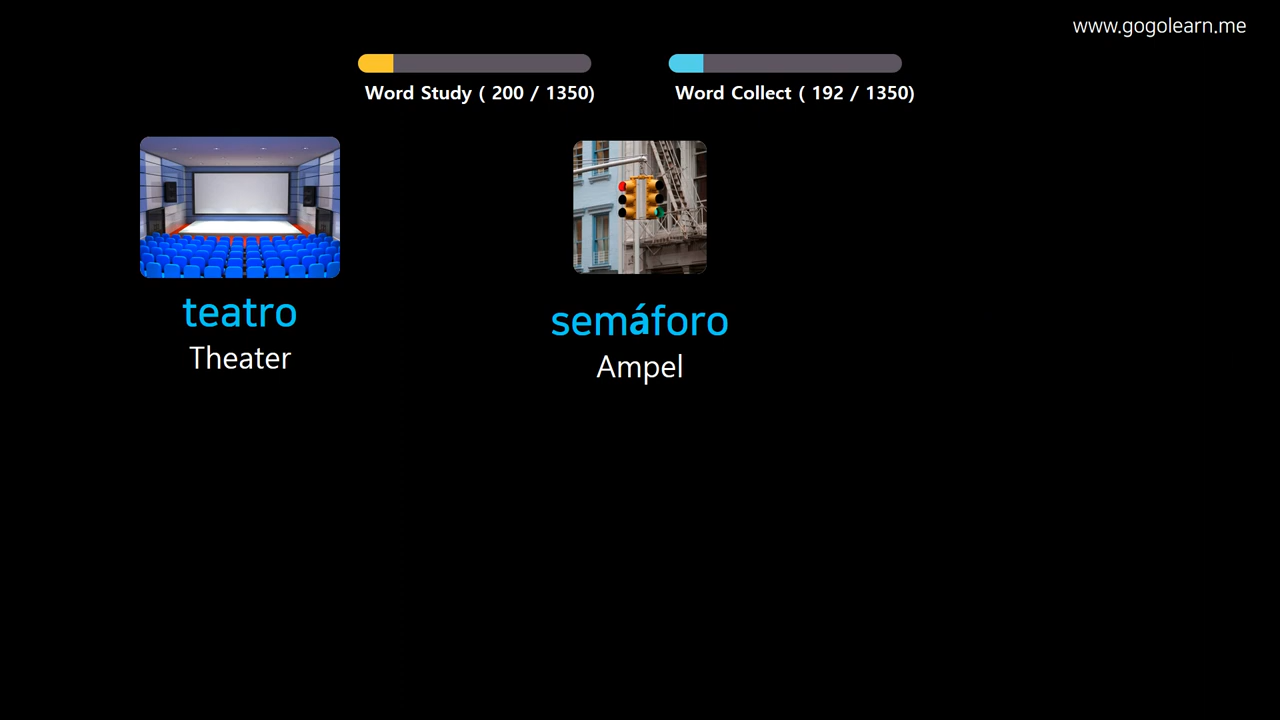 www.gogolearn.me
Word Study ( 200 / 1350)
Word Collect ( 192 / 1350)
teatro
Theater
semáforo
Ampel